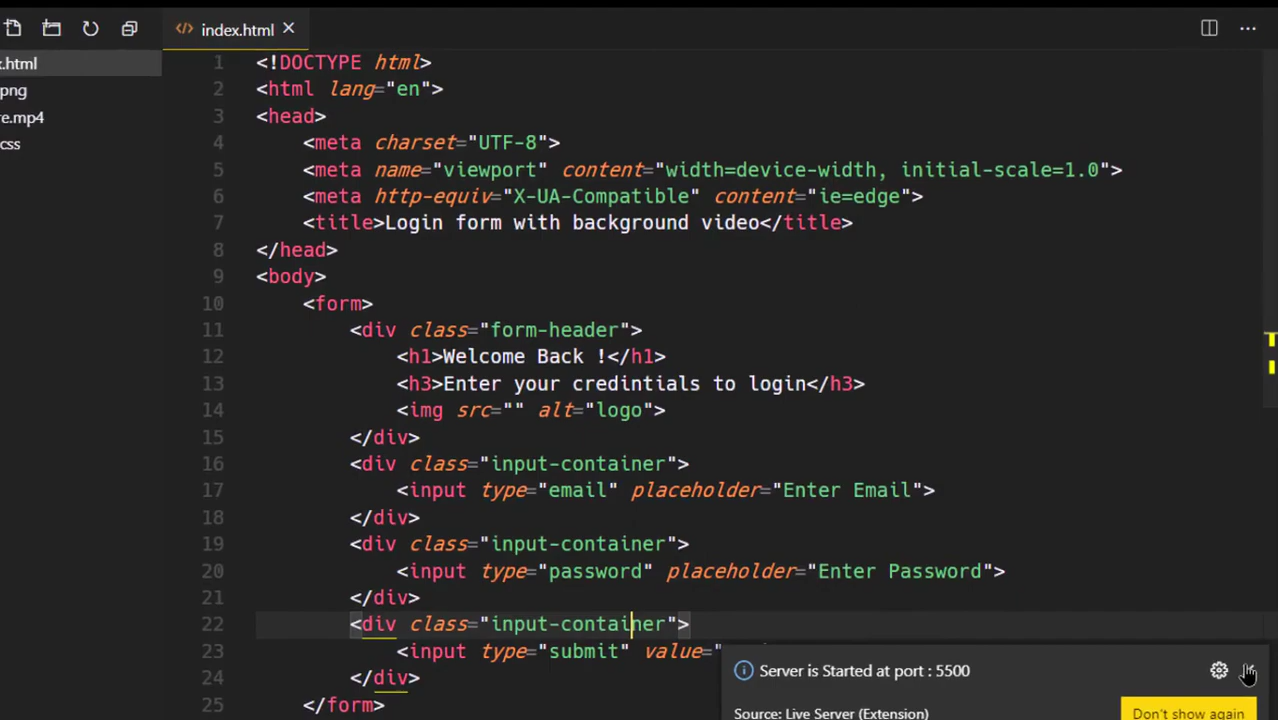 index.html
.html
png
re.mp4
css
1 <!DOCTYPE html>
2 <html lang="en">
3 <head>
4 <meta charset="UTF-8">
5 <meta name="viewport" content="width=device-width, initial-scale=1.0">
6 <meta http-equiv="X-UA-Compatible" content="ie=edge">
7 <title>Login form with background video</title>
8 </head>
9 <body>
10 <form>
11 <div class="form-header">
12 <h1>Welcome Back !</h1>
13 <h3>Enter your credintials to login</h3>
14 <img src="" alt="logo">
15 </div>
16 <div class="input-container">
17 <input type="email" placeholder="Enter Email">
18 </div>
19 <div class="input-container">
20 <input type="password" placeholder="Enter Password">
21 </div>
22 <div class="input-container">
23 <input type="submit" value="
24 </div>
25 </form>
Server is Started at port : 5500
Source: Live Server (Extension)
Don't show again